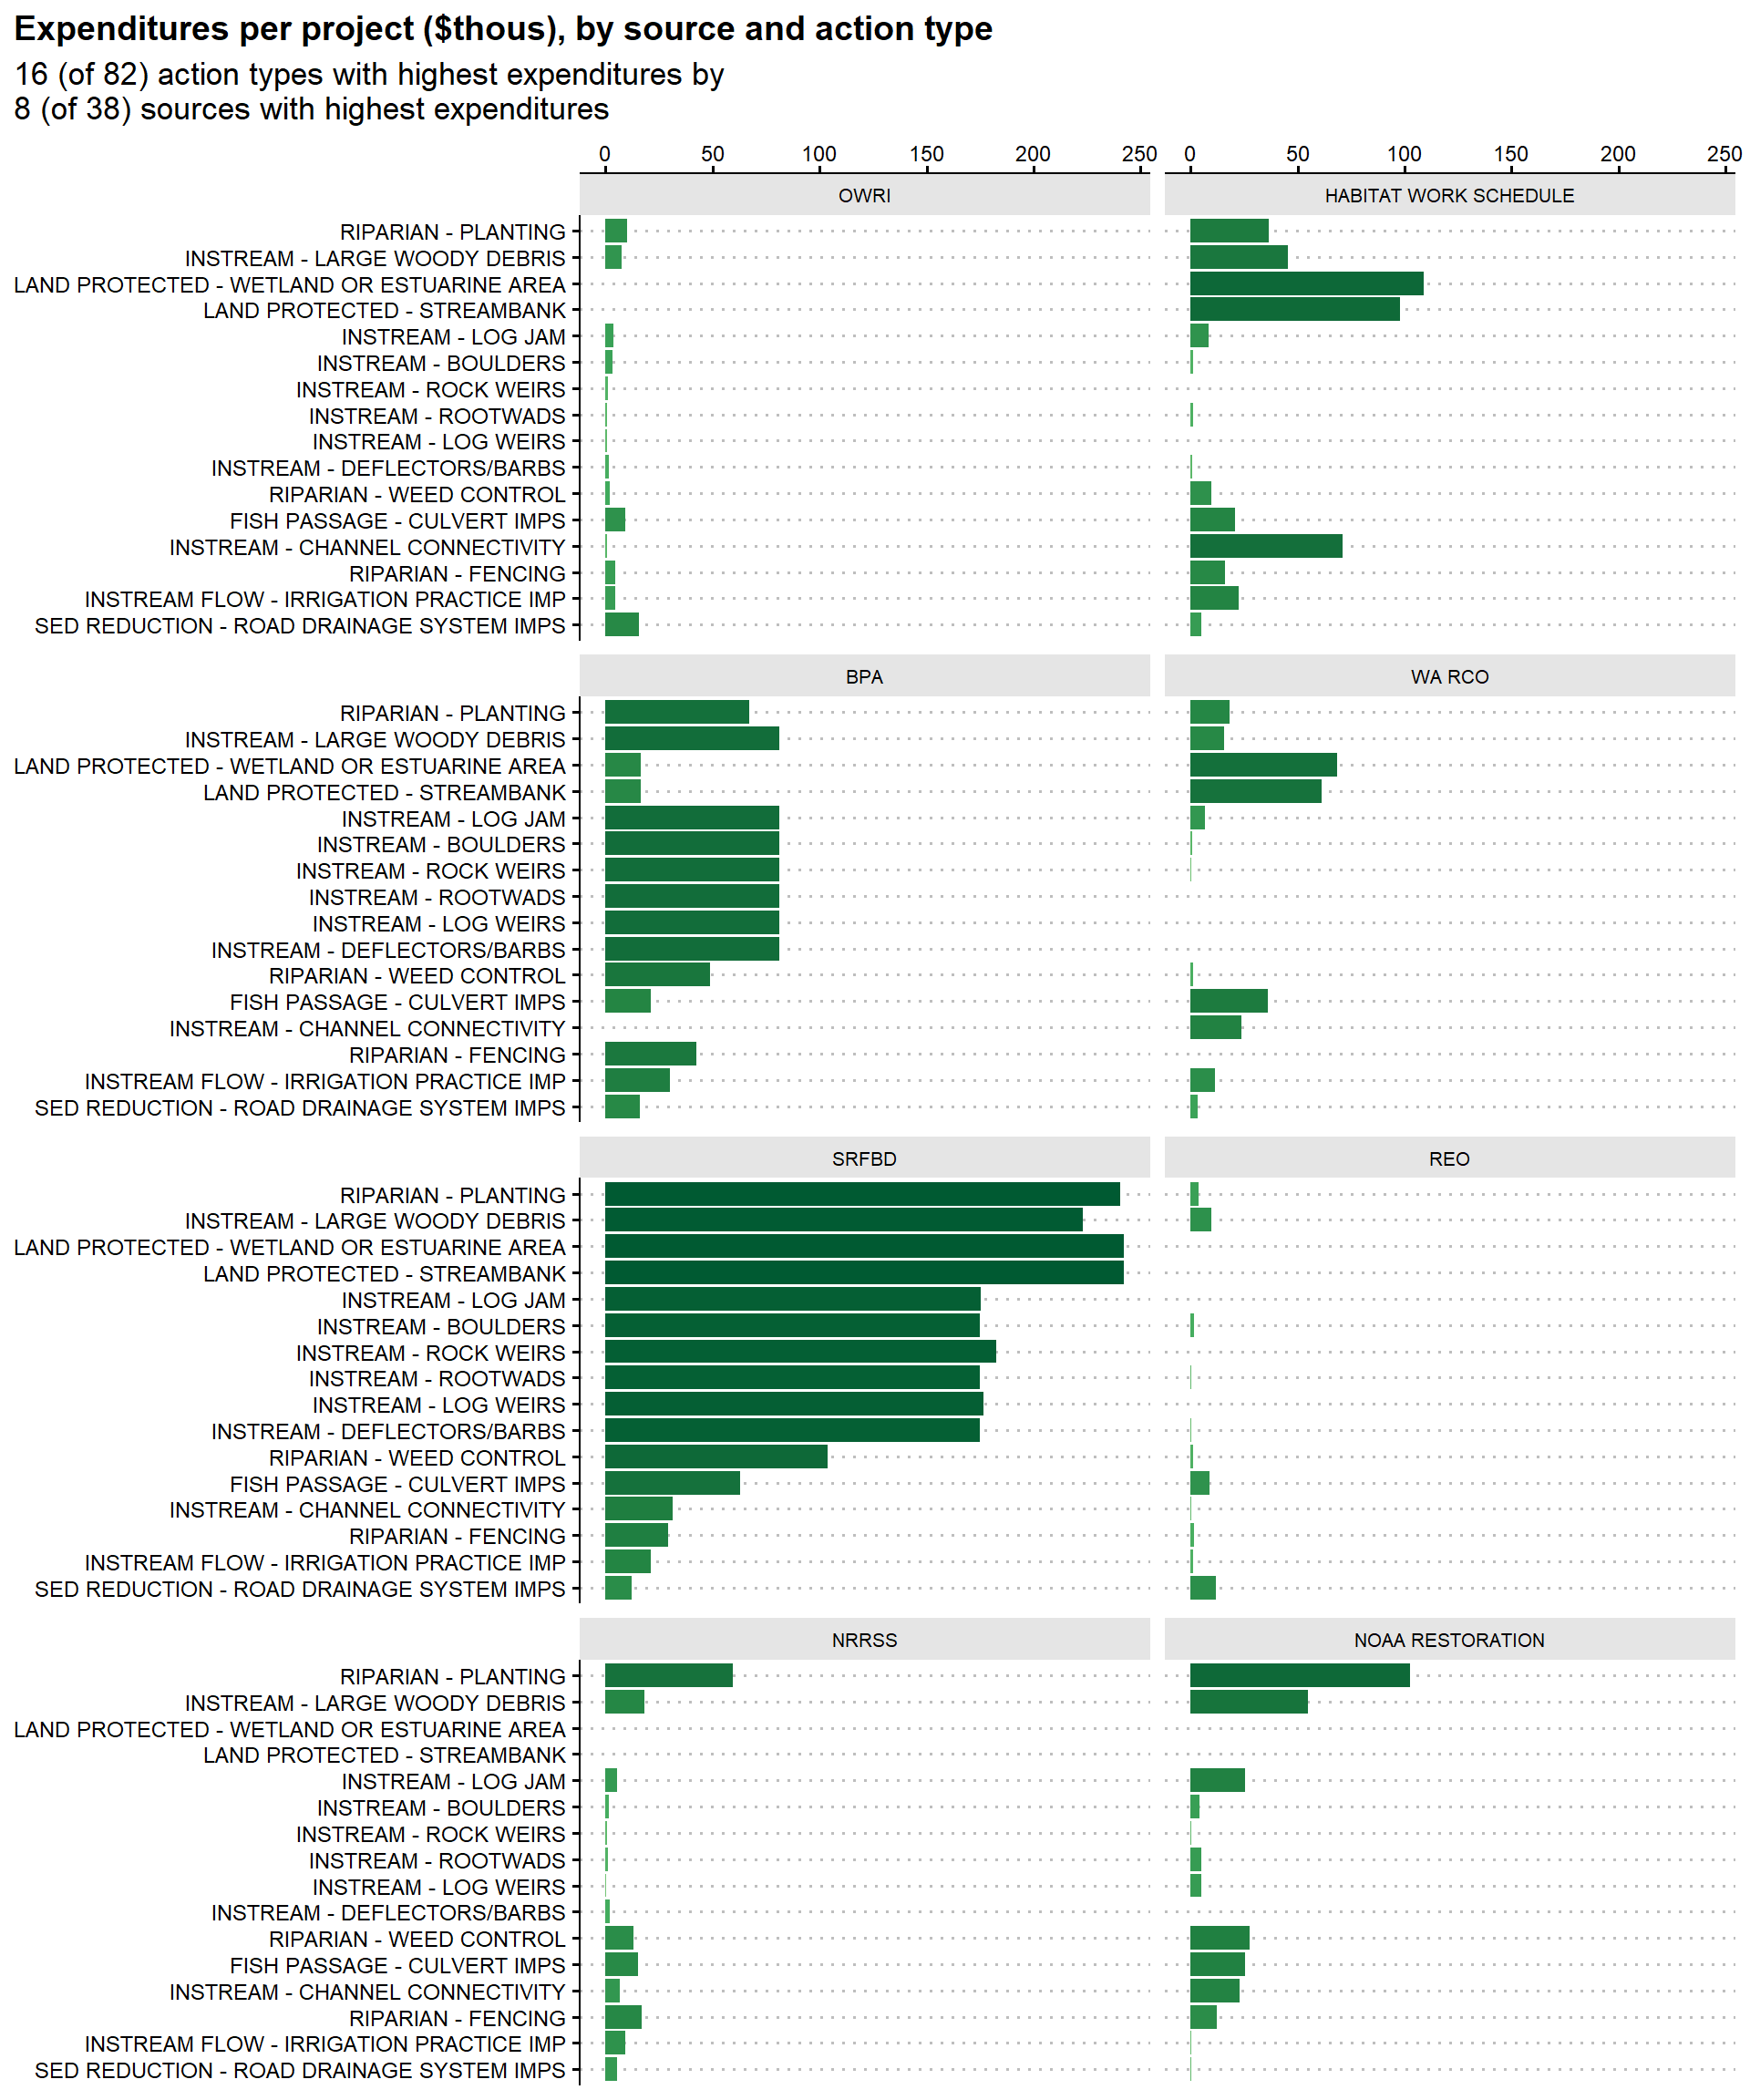 Expenditures per project ($thous), by source and action type
16 (of 82) action types with highest expenditures by
8 (of 38) sources with highest expenditures
0 50 100 150 200 250 0 50 100 150 200 250
OWRI HABITAT WORK SCHEDULE
RIPARIAN - PLANTING
INSTREAM - LARGE WOODY DEBRIS
LAND PROTECTED - WETLAND OR ESTUARINE AREA
LAND PROTECTED - STREAMBANK
INSTREAM - LOG JAM
INSTREAM - BOULDERS
INSTREAM - ROCK WEIRS
INSTREAM - ROOTWADS
INSTREAM - LOG WEIRS
INSTREAM - DEFLECTORS/BARBS
RIPARIAN - WEED CONTROL
FISH PASSAGE - CULVERT IMPS
INSTREAM - CHANNEL CONNECTIVITY
RIPARIAN - FENCING
INSTREAM FLOW - IRRIGATION PRACTICE IMP
SED REDUCTION - ROAD DRAINAGE SYSTEM IMPS
BPA WA RCO
RIPARIAN - PLANTING
INSTREAM - LARGE WOODY DEBRIS
LAND PROTECTED - WETLAND OR ESTUARINE AREA
LAND PROTECTED - STREAMBANK
INSTREAM - LOG JAM
INSTREAM - BOULDERS
INSTREAM - ROCK WEIRS
INSTREAM - ROOTWADS
INSTREAM - LOG WEIRS
INSTREAM - DEFLECTORS/BARBS
RIPARIAN - WEED CONTROL
FISH PASSAGE - CULVERT IMPS
INSTREAM - CHANNEL CONNECTIVITY
RIPARIAN - FENCING
INSTREAM FLOW - IRRIGATION PRACTICE IMP
SED REDUCTION - ROAD DRAINAGE SYSTEM IMPS
SRFBD REO
RIPARIAN - PLANTING
INSTREAM - LARGE WOODY DEBRIS
LAND PROTECTED - WETLAND OR ESTUARINE AREA
LAND PROTECTED - STREAMBANK
INSTREAM - LOG JAM
INSTREAM - BOULDERS
INSTREAM - ROCK WEIRS
INSTREAM - ROOTWADS
INSTREAM - LOG WEIRS
INSTREAM - DEFLECTORS/BARBS
RIPARIAN - WEED CONTROL
FISH PASSAGE - CULVERT IMPS
INSTREAM - CHANNEL CONNECTIVITY
RIPARIAN - FENCING
INSTREAM FLOW - IRRIGATION PRACTICE IMP
SED REDUCTION - ROAD DRAINAGE SYSTEM IMPS
NRRSS NOAA RESTORATION
RIPARIAN - PLANTING
INSTREAM - LARGE WOODY DEBRIS
LAND PROTECTED - WETLAND OR ESTUARINE AREA
LAND PROTECTED - STREAMBANK
INSTREAM - LOG JAM
INSTREAM - BOULDERS
INSTREAM - ROCK WEIRS
INSTREAM - ROOTWADS
INSTREAM - LOG WEIRS
INSTREAM - DEFLECTORS/BARBS
RIPARIAN - WEED CONTROL
FISH PASSAGE - CULVERT IMPS
INSTREAM - CHANNEL CONNECTIVITY
RIPARIAN - FENCING
INSTREAM FLOW - IRRIGATION PRACTICE IMP
SED REDUCTION - ROAD DRAINAGE SYSTEM IMPS